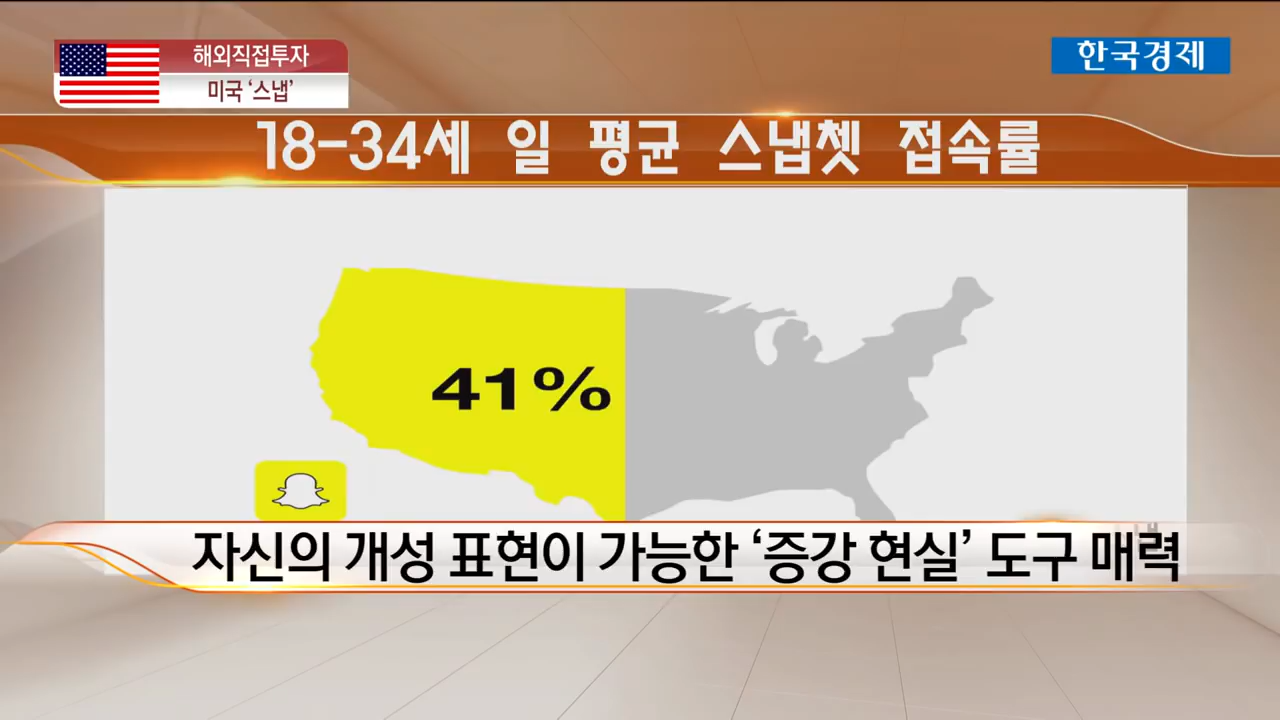 해외직접투자
미국 ‘스냅’
한국경제
18-34세 일 평균 스냅쳇 접속률
41%
자신의 개성 표현이 가능한 ‘증강 현실’ 도구 매력